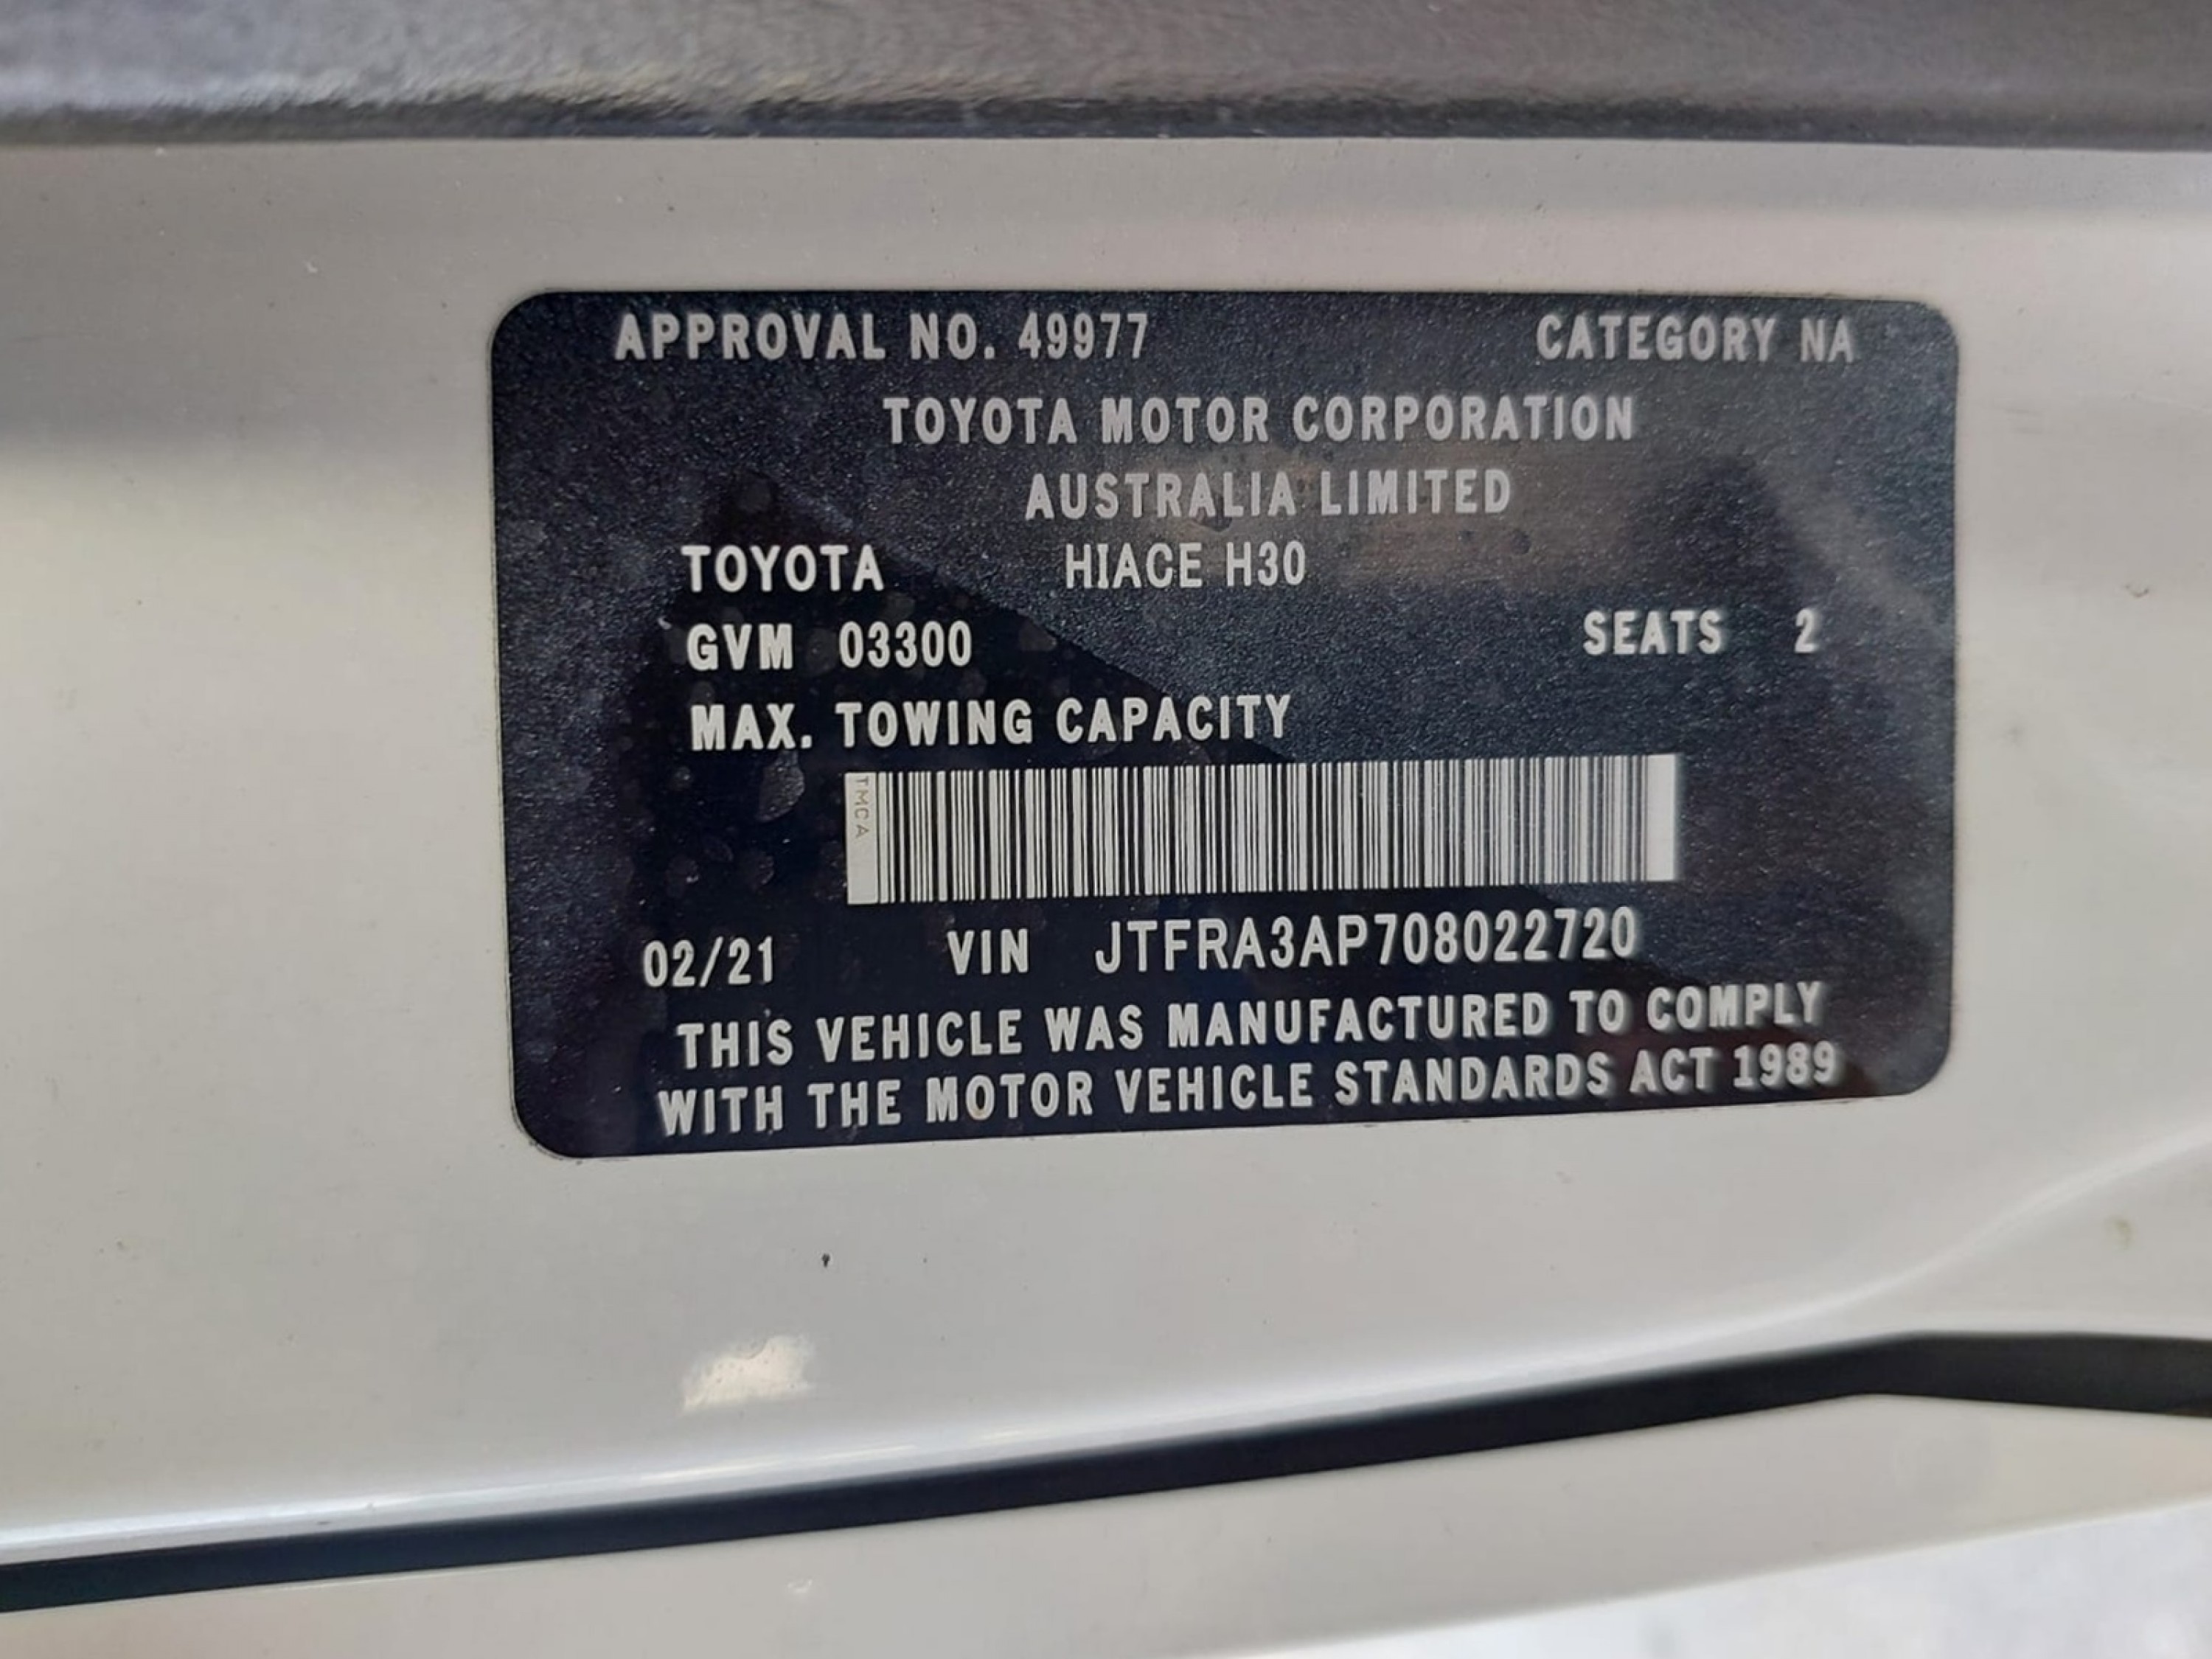 APPROVAL NO. 49977 CATEGORY NA
TOYOTA MOTOR CORPORATION
AUSTRALIA LIMITED
TOYOTA HIACE H30
GVM 03300 SEATS 2
MAX. TOWING CAPACITY
TMCA
02/21 VIN JTFRA3AP708022720
THIS VEHICLE WAS MANUFACTURED TO COMPLY
WITH THE MOTOR VEHICLE STANDARDS ACT 1989